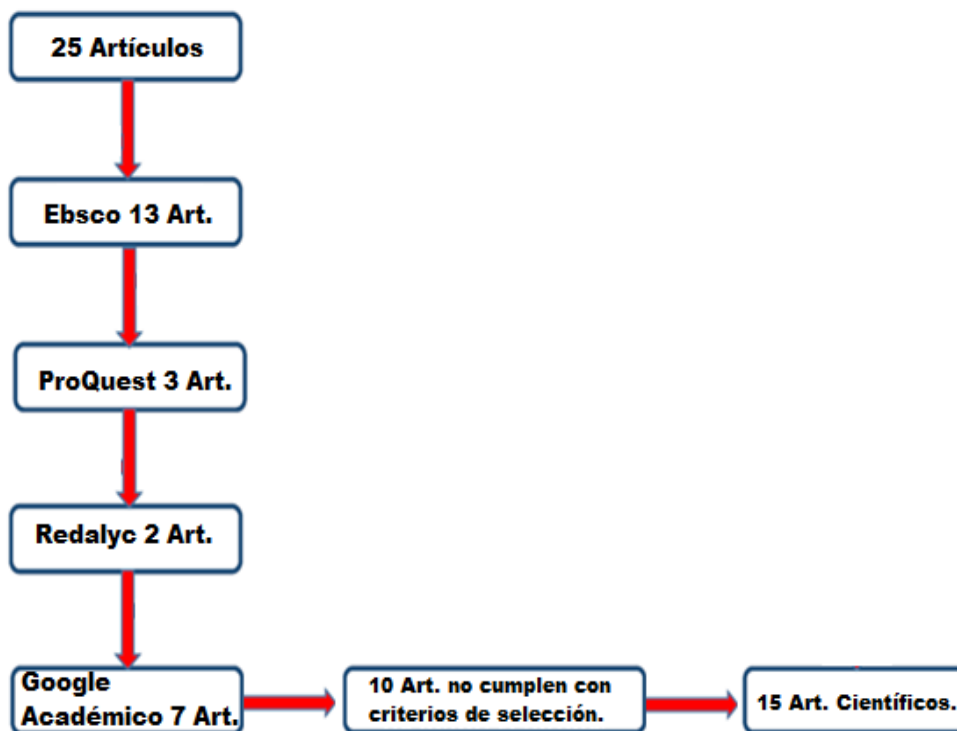 25 Artículos
Ebsco 13 Art.
ProQuest 3 Art.
Redalyc 2 Art.
Google
Académico 7 Art.
10 Art. no cumplen con
criterios de selección.
15 Art. Científicos.